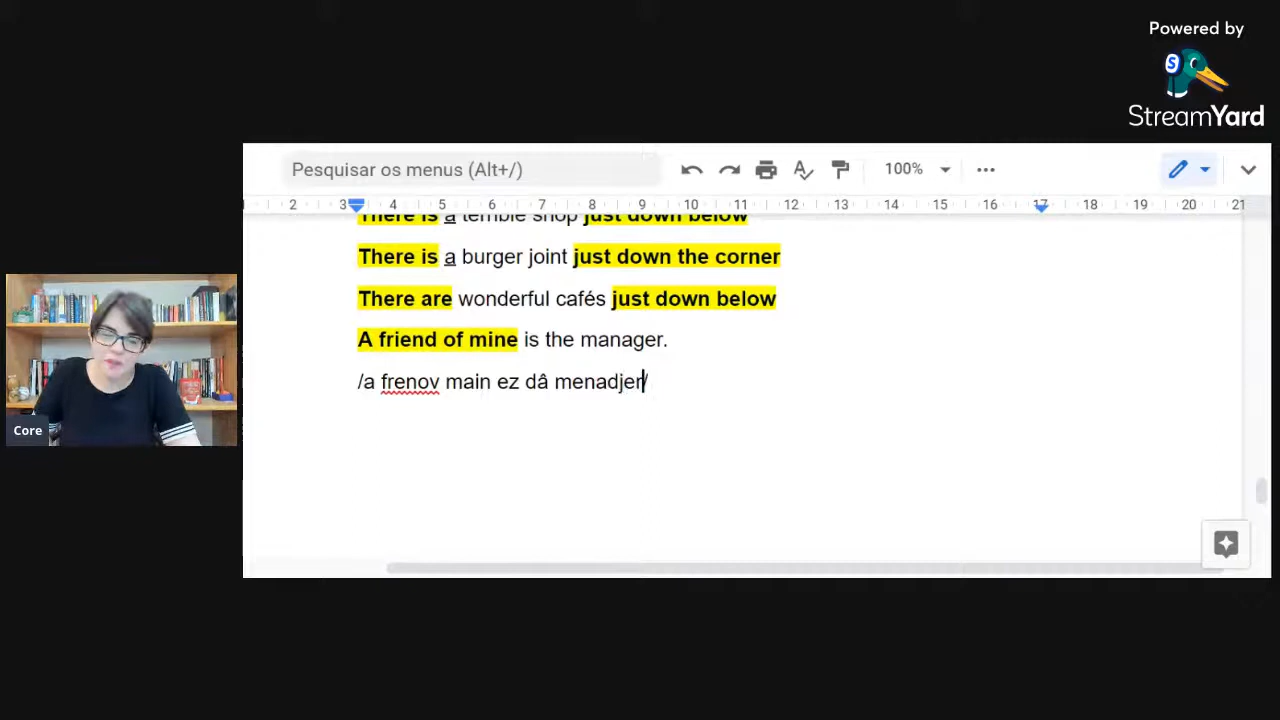 Powered by
StreamYard
Pesquisar os menus (Alt+/)
100%
2 3 4 5 6 7 8 9 10 11 12 13 14 15 16 17 18 19 20 21
There is a terrible shop just down below
There is a burger joint just down the corner
There are wonderful cafés just down below
A friend of mine is the manager.
/a frenov main ez dâ menadjer/
Core